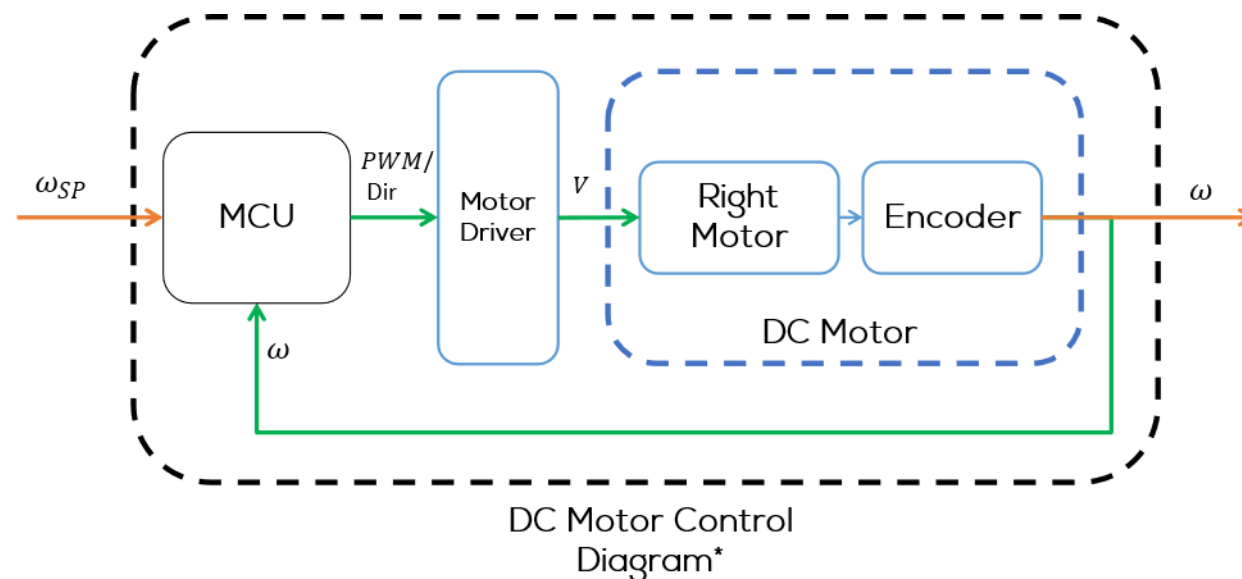 ω_SP
MCU
PWM/
Dir
Motor
Driver
V
Right
Motor
Encoder
ω
DC Motor
ω
DC Motor Control
Diagram*